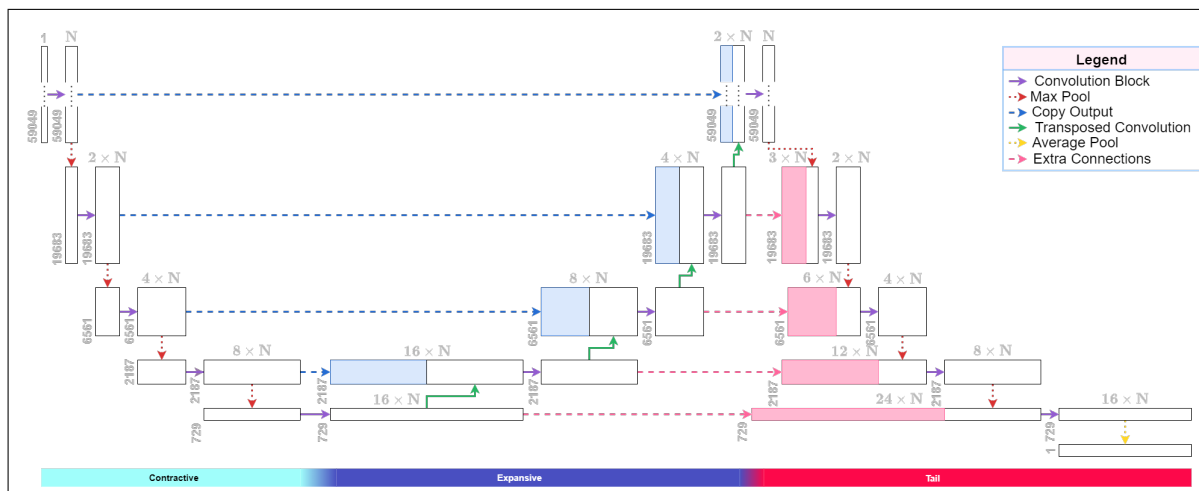 1
N
2 × N
N
59049
59049
59049
59049
Legend
Convolution Block
Max Pool
Copy Output
Transposed Convolution
Average Pool
Extra Connections
2 × N
4 × N
3 × N
2 × N
19683
19683
19683
19683
19683
19683
4 × N
8 × N
6 × N
4 × N
6561
6561
6561
6561
6561
6561
8 × N
16 × N
12 × N
8 × N
2187
2187
2187
2187
2187
16 × N
24 × N
16 × N
729
729
729
729
1
Contractive
Expansive
Tail